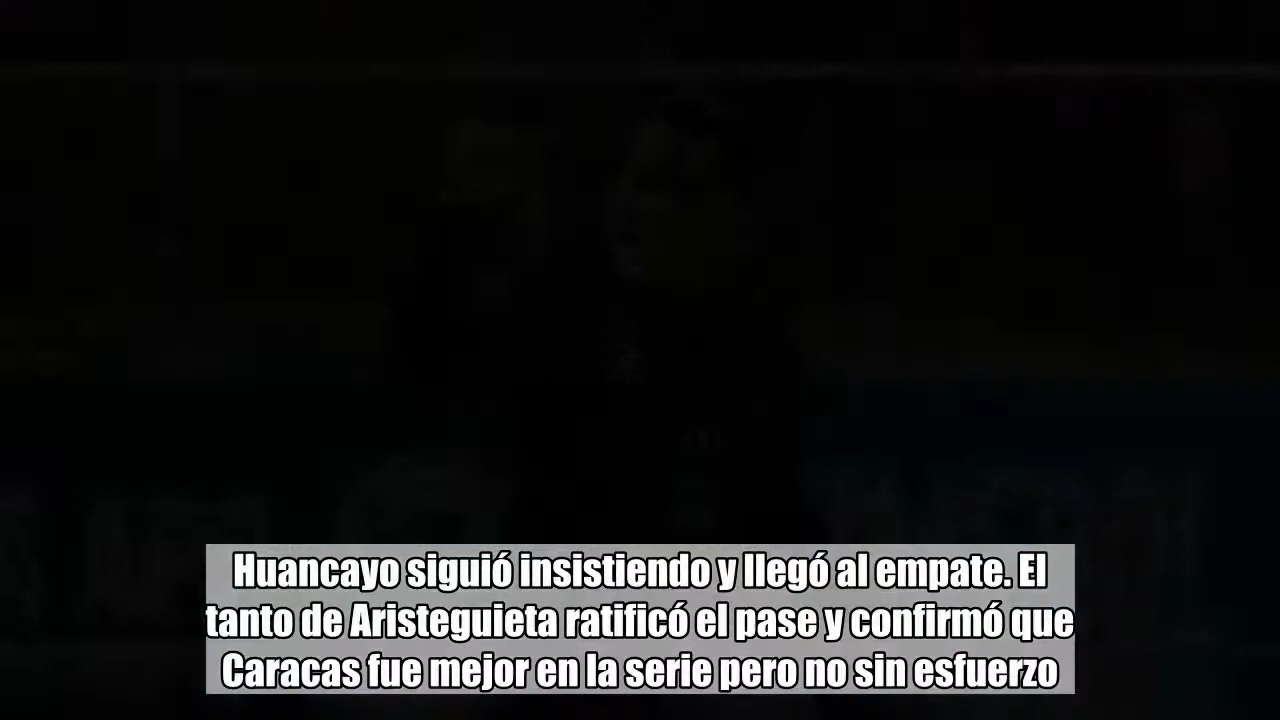 Huancayo siguió insistiendo y llegó al empate. El
tanto de Aristeguieta ratificó el pase y confirmó que
Caracas fue mejor en la serie pero no sin esfuerzo